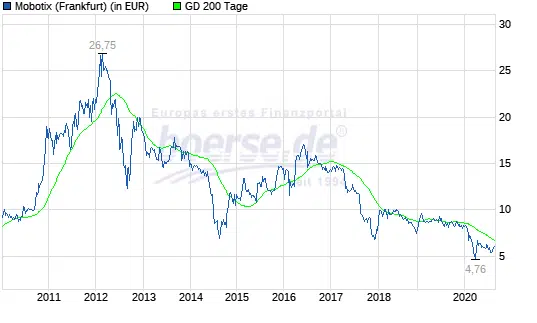 Mobotix (Frankfurt) (in EUR) GD 200 Tage
30
26,75
25
Europas erstes Finanzportal
boerse.de®
20
seit 1994
15
10
5
4,76
2011 2012 2013 2014 2015 2016 2017 2018 2020